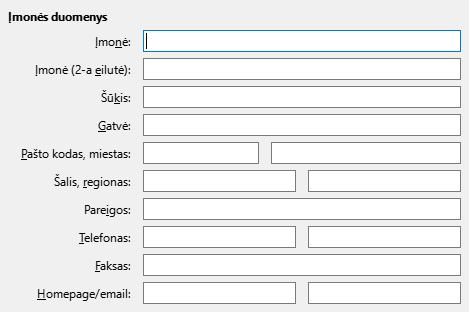 Įmonės duomenys
Įmonė:
Įmonė (2-a eilutė):
Šūkis:
Gatvė:
Pašto kodas, miestas:
Šalis, regionas:
Pareigos:
Telefonas:
Faksas:
Homepage/email: